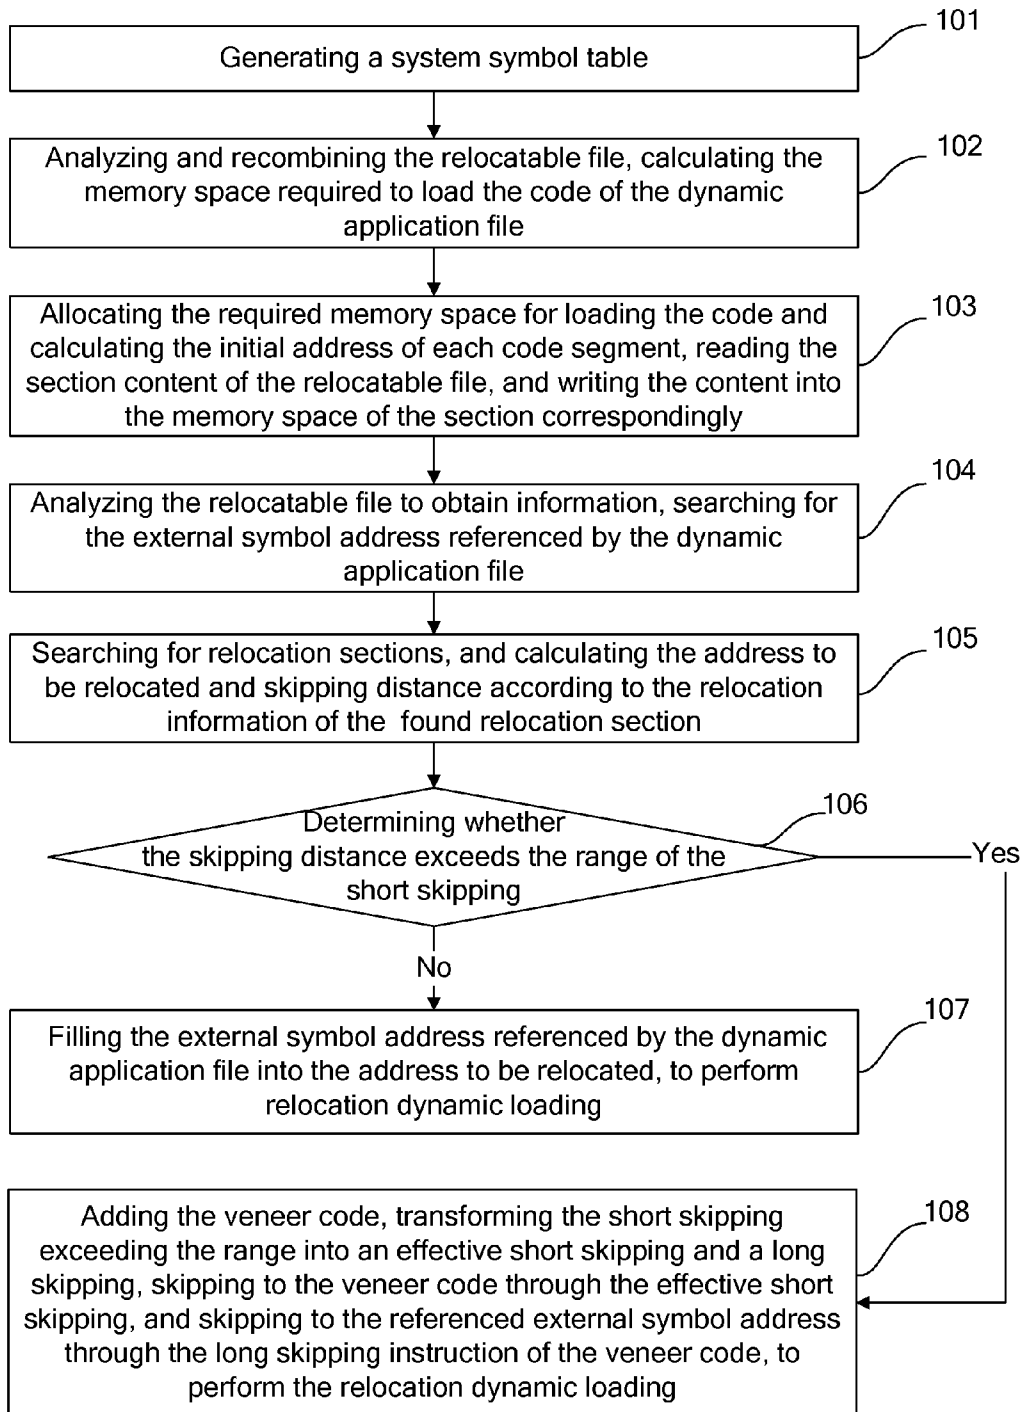 101
Generating a system symbol table
102
Analyzing and recombining the relocatable file, calculating the
memory space required to load the code of the dynamic
application file
103
Allocating the required memory space for loading the code and
calculating the initial address of each code segment, reading the
section content of the relocatable file, and writing the content into
the memory space of the section correspondingly
104
Analyzing the relocatable file to obtain information, searching for
the external symbol address referenced by the dynamic
application file
105
Searching for relocation sections, and calculating the address to
be relocated and skipping distance according to the relocation
information of the found relocation section
106
Determining whether
the skipping distance exceeds the range of the
short skipping
Yes
No
107
Filling the external symbol address referenced by the dynamic
application file into the address to be relocated, to perform
relocation dynamic loading
108
Adding the veneer code, transforming the short skipping
exceeding the range into an effective short skipping and a long
skipping, skipping to the veneer code through the effective short
skipping, and skipping to the referenced external symbol address
through the long skipping instruction of the veneer code, to
perform the relocation dynamic loading